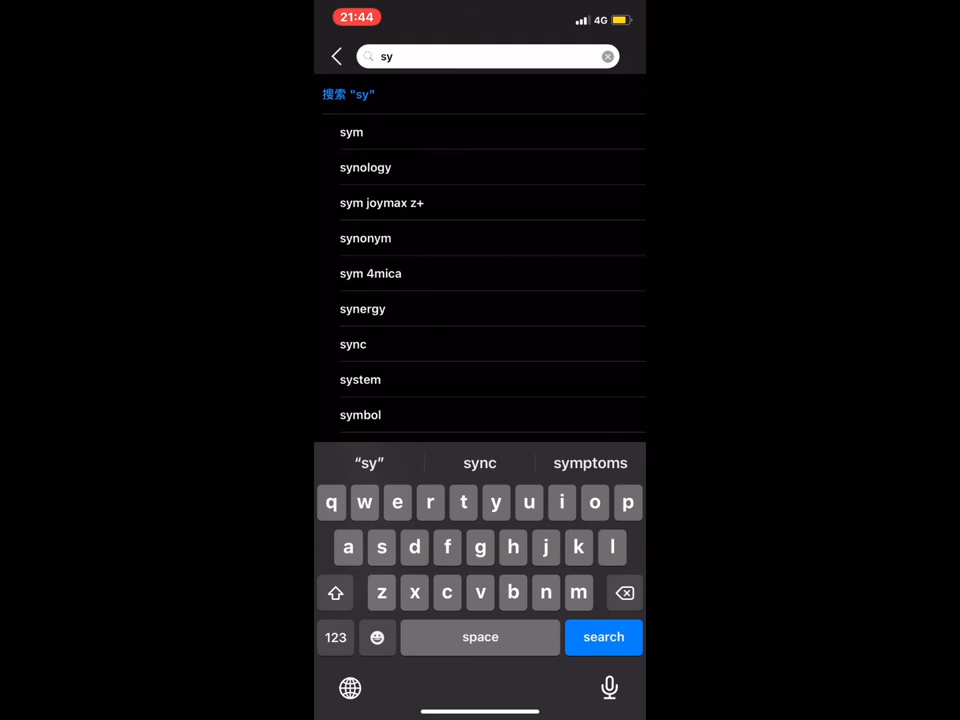 21:44
4G
sy
搜索 "sy"
sym
synology
sym joymax z+
synonym
sym 4mica
synergy
sync
system
symbol
“sy” sync symptoms
q w e r t y u i o p
a s d f g h j k l
z x c v b n m
123 space search